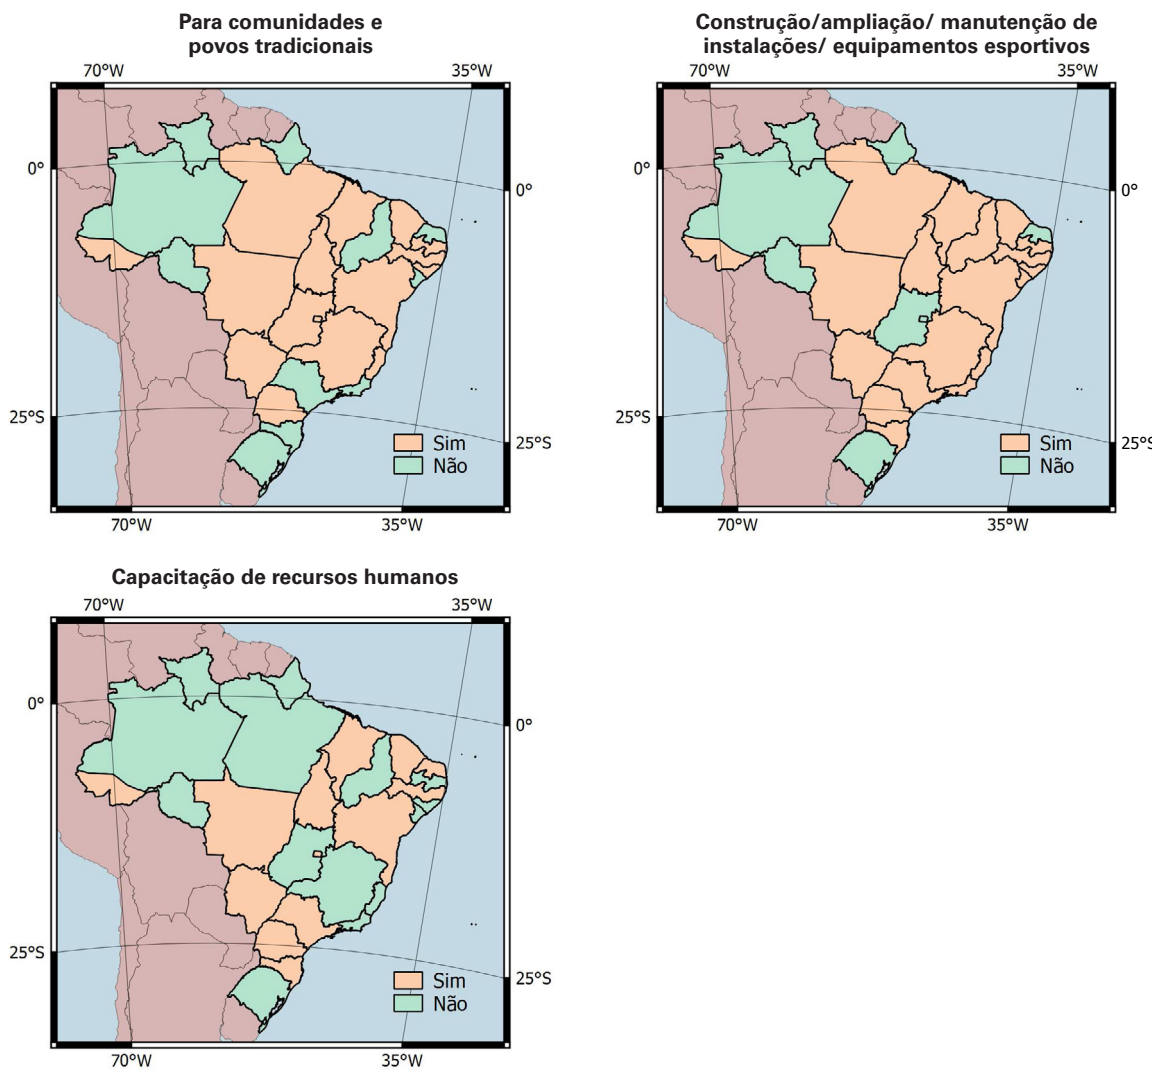 Para comunidades e
povos tradicionais
70°W
35°W
0°
0°
25°S
25°S
Sim
Não
70°W
35°W
Construção/ampliação/ manutenção de
instalações/ equipamentos esportivos
70°W
35°W
0°
0°
25°S
25°S
Sim
Não
70°W
35°W
Capacitação de recursos humanos
70°W
35°W
0°
0°
25°S
25°S
Sim
Não
70°W
35°W